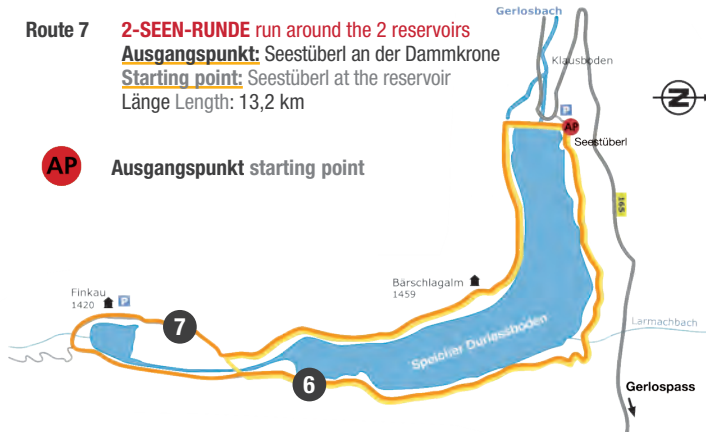 Route 7 2-SEEN-RUNDE run around the 2 reservoirs
Ausgangspunkt: Seestüberl an der Dammkrone
Starting point: Seestüberl at the reservoir
Länge Length: 13,2 km
AP Ausgangspunkt starting point
Gerlosbach
Klausboden
N
P
AP
Seestüberl
165
Bärschlagalm
1459
Finkau
1420 P
7
Larmachbach
Speicher Durlassboden
6
Gerlospass